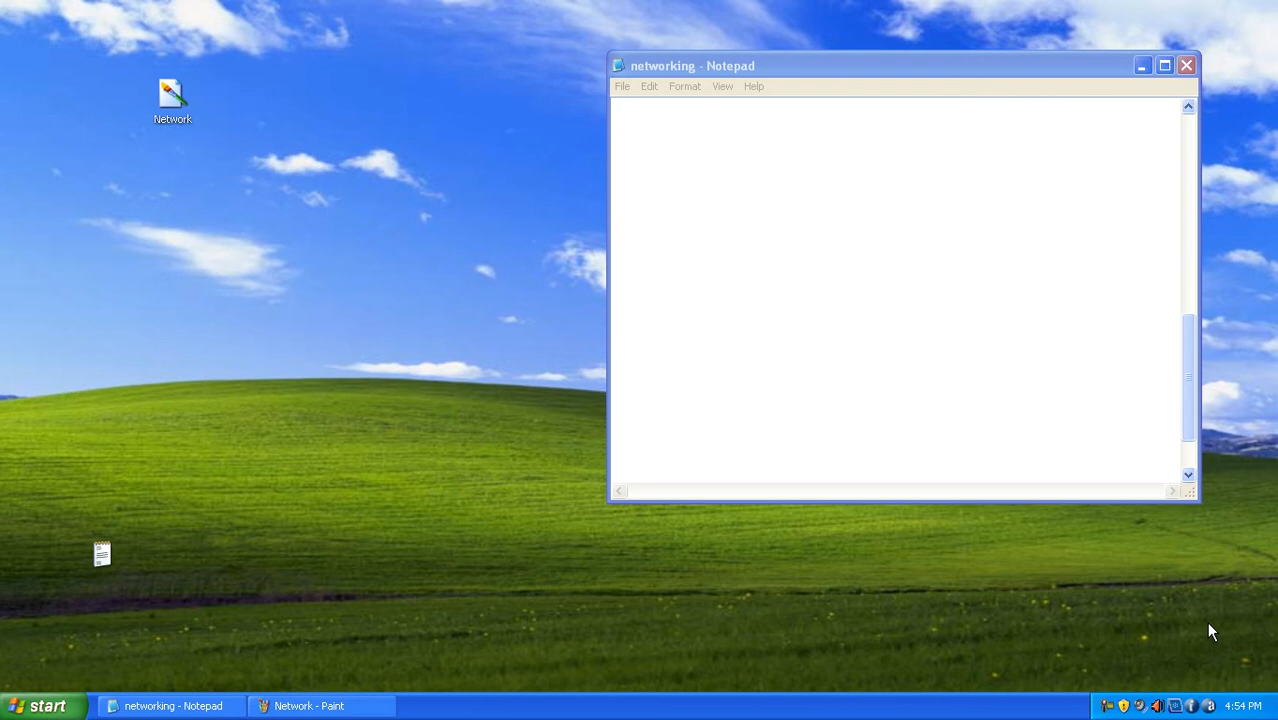 Network
networking - Notepad
File Edit Format View Help
start
networking - Notepad
Network - Paint
4:54 PM